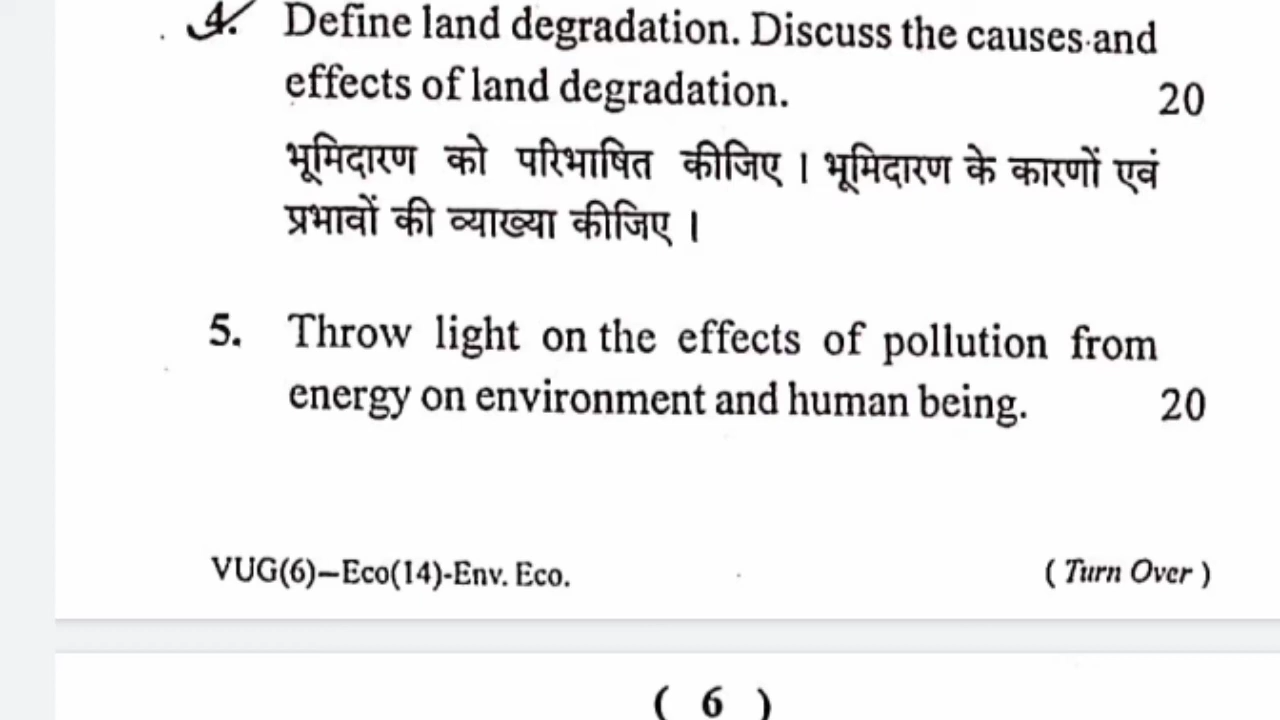 4. Define land degradation. Discuss the causes and
effects of land degradation. 20
भूमिदारण को परिभाषित कीजिए । भूमिदारण के कारणों एवं
प्रभावों की व्याख्या कीजिए ।
5. Throw light on the effects of pollution from
energy on environment and human being. 20
VUG(6)–Eco(14)-Env. Eco. ( Turn Over )
( 6 )